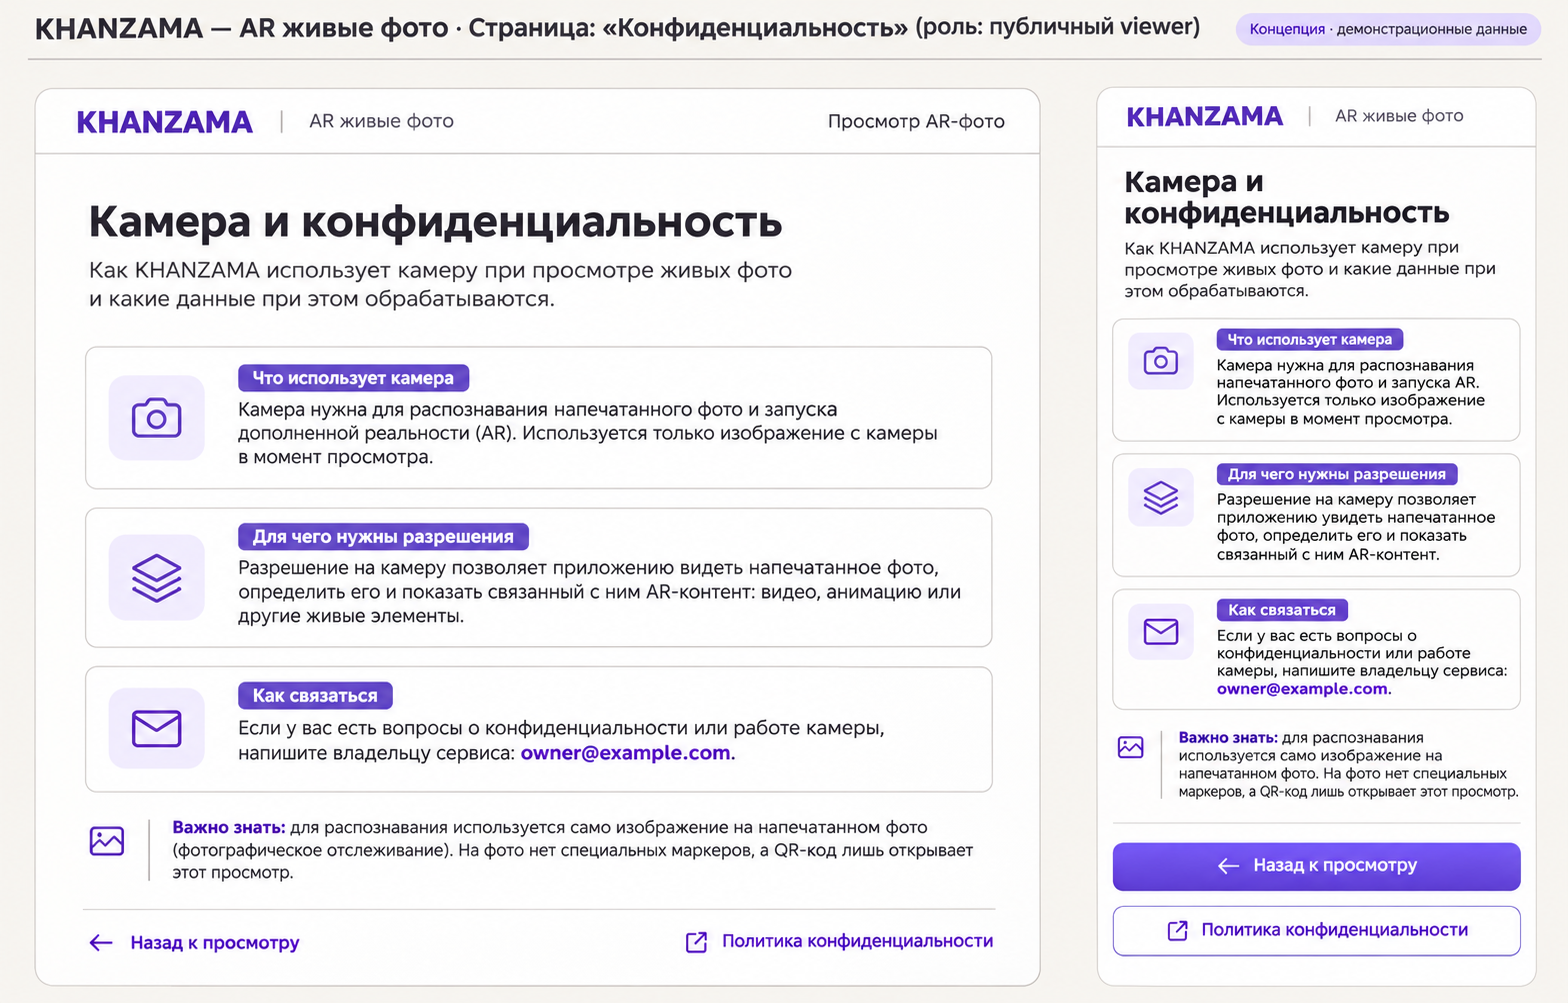 KHANZAMA — AR живые фото · Страница: «Конфиденциальность» (роль: публичный viewer)
Концепция · демонстрационные данные
KHANZAMA
AR живые фото
Просмотр AR-фото
Камера и конфиденциальность
Как KHANZAMA использует камеру при просмотре живых фото
и какие данные при этом обрабатываются.
Что использует камера
Камера нужна для распознавания напечатанного фото и запуска
дополненной реальности (AR). Используется только изображение с камеры
в момент просмотра.
Для чего нужны разрешения
Разрешение на камеру позволяет приложению видеть напечатанное фото,
определить его и показать связанный с ним AR-контент: видео, анимацию или
другие живые элементы.
Как связаться
Если у вас есть вопросы о конфиденциальности или работе камеры,
напишите владельцу сервиса: owner@example.com.
Важно знать: для распознавания используется само изображение на напечатанном фото
(фотографическое отслеживание). На фото нет специальных маркеров, а QR-код лишь открывает
этот просмотр.
Назад к просмотру
Политика конфиденциальности
KHANZAMA
AR живые фото
Камера и
конфиденциальность
Как KHANZAMA использует камеру при
просмотре живых фото и какие данные при
этом обрабатываются.
Что использует камера
Камера нужна для распознавания
напечатанного фото и запуска AR.
Используется только изображение
с камеры в момент просмотра.
Для чего нужны разрешения
Разрешение на камеру позволяет
приложению увидеть напечатанное
фото, определить его и показать
связанный с ним AR-контент.
Как связаться
Если у вас есть вопросы о
конфиденциальности или работе
камеры, напишите владельцу сервиса:
owner@example.com.
Важно знать: для распознавания
используется само изображение на
напечатанном фото. На фото нет специальных
маркеров, а QR-код лишь открывает этот просмотр.
Назад к просмотру
Политика конфиденциальности